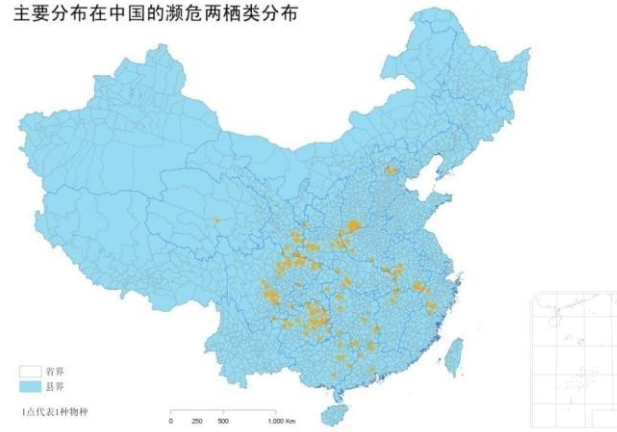 主要分布在中国的濒危两栖类分布
省界
县界
1点代表1种物种
0 250 500 1,000 Km